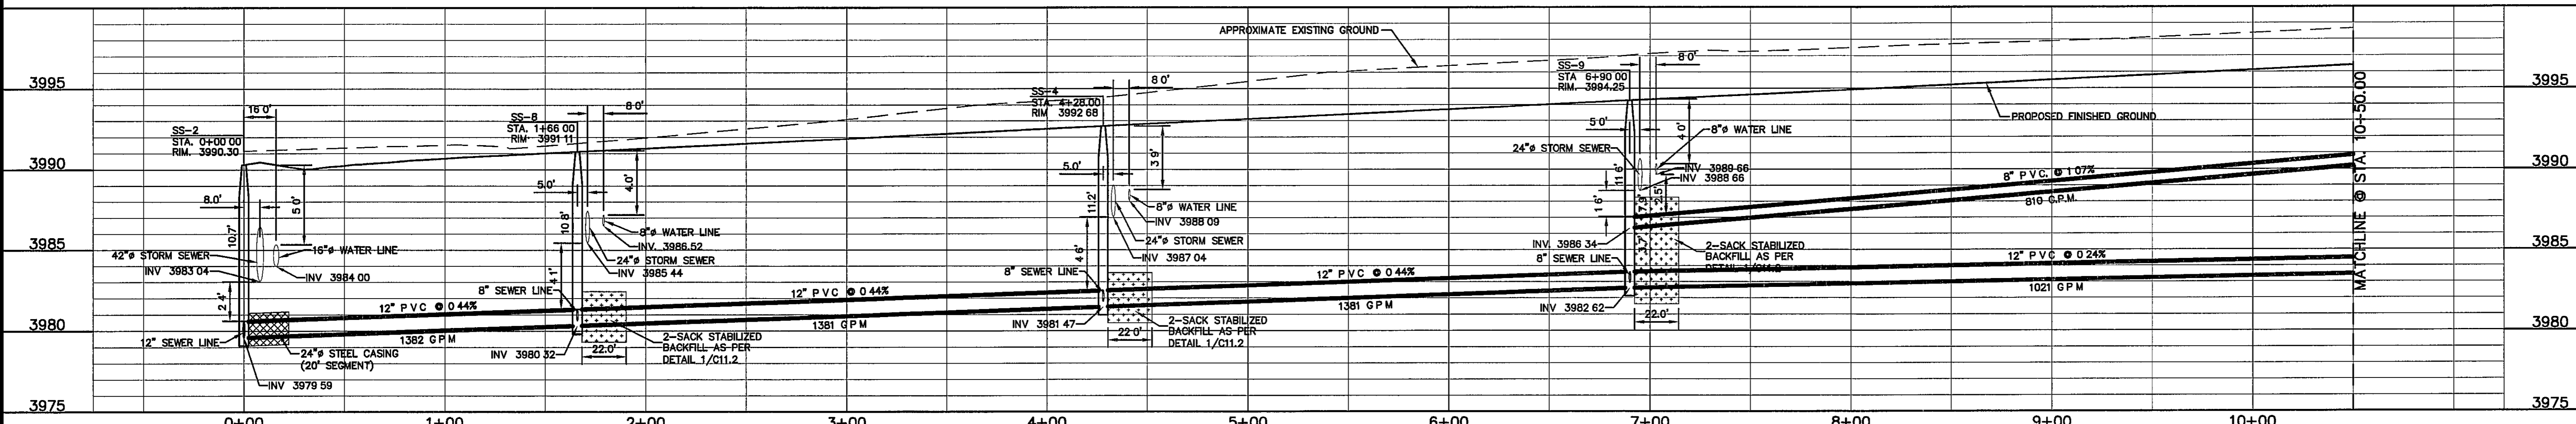 APPROXIMATE EXISTING GROUND
PROPOSED FINISHED GROUND
3995
3990
3985
3980
3975
SS-2
STA. 0+00 00
RIM. 3990.30
16 0'
8.0'
5 0'
10.7'
42"ø STORM SEWER
INV 3983 04
16"ø WATER LINE
INV 3984 00
2 4'
12" SEWER LINE
24"ø STEEL CASING
(20' SEGMENT)
INV 3979 59
12" P V C @ 0 44%
1382 G P M
SS-8
STA. 1+66 00
RIM· 3991 11
8 0'
5.0'
4.0'
10.8'
8"ø WATER LINE
INV. 3986.52
24"ø STORM SEWER
INV 3985 44
4 1'
8" SEWER LINE
INV 3980 32
22.0'
2-SACK STABILIZED
BACKFILL AS PER
DETAIL 1/C11.2
12" P V C @ 0 44%
1381 G P M
SS-4
STA. 4+28.00
RIM 3992 68
8 0'
5.0'
3 9'
11.2'
8"ø WATER LINE
INV 3988 09
24"ø STORM SEWER
INV 3987 04
4 6'
8" SEWER LINE
INV 3981 47
22 0'
2-SACK STABILIZED
BACKFILL AS PER
DETAIL 1/C11.2
12" P V C @ 0 44%
1381 G P M
SS-9
STA 6+90 00
RIM. 3994.25
8 0'
5 0'
4 0'
8"ø WATER LINE
24"ø STORM SEWER
INV 3989 66
INV 3988 66
11 6'
1 6'
2.5'
INV. 3986 34
8" SEWER LINE
INV 3982 62
22.0'
2-SACK STABILIZED
BACKFILL AS PER
8" P V C. @ 1 07%
810 G.P.M.
12" P V C @ 0 24%
1021 G P M
MATCHLINE @ STA. 10+50.00
3995
3990
3985
3980
3975
0+00
1+00
2+00
3+00
4+00
5+00
6+00
7+00
8+00
9+00
10+00